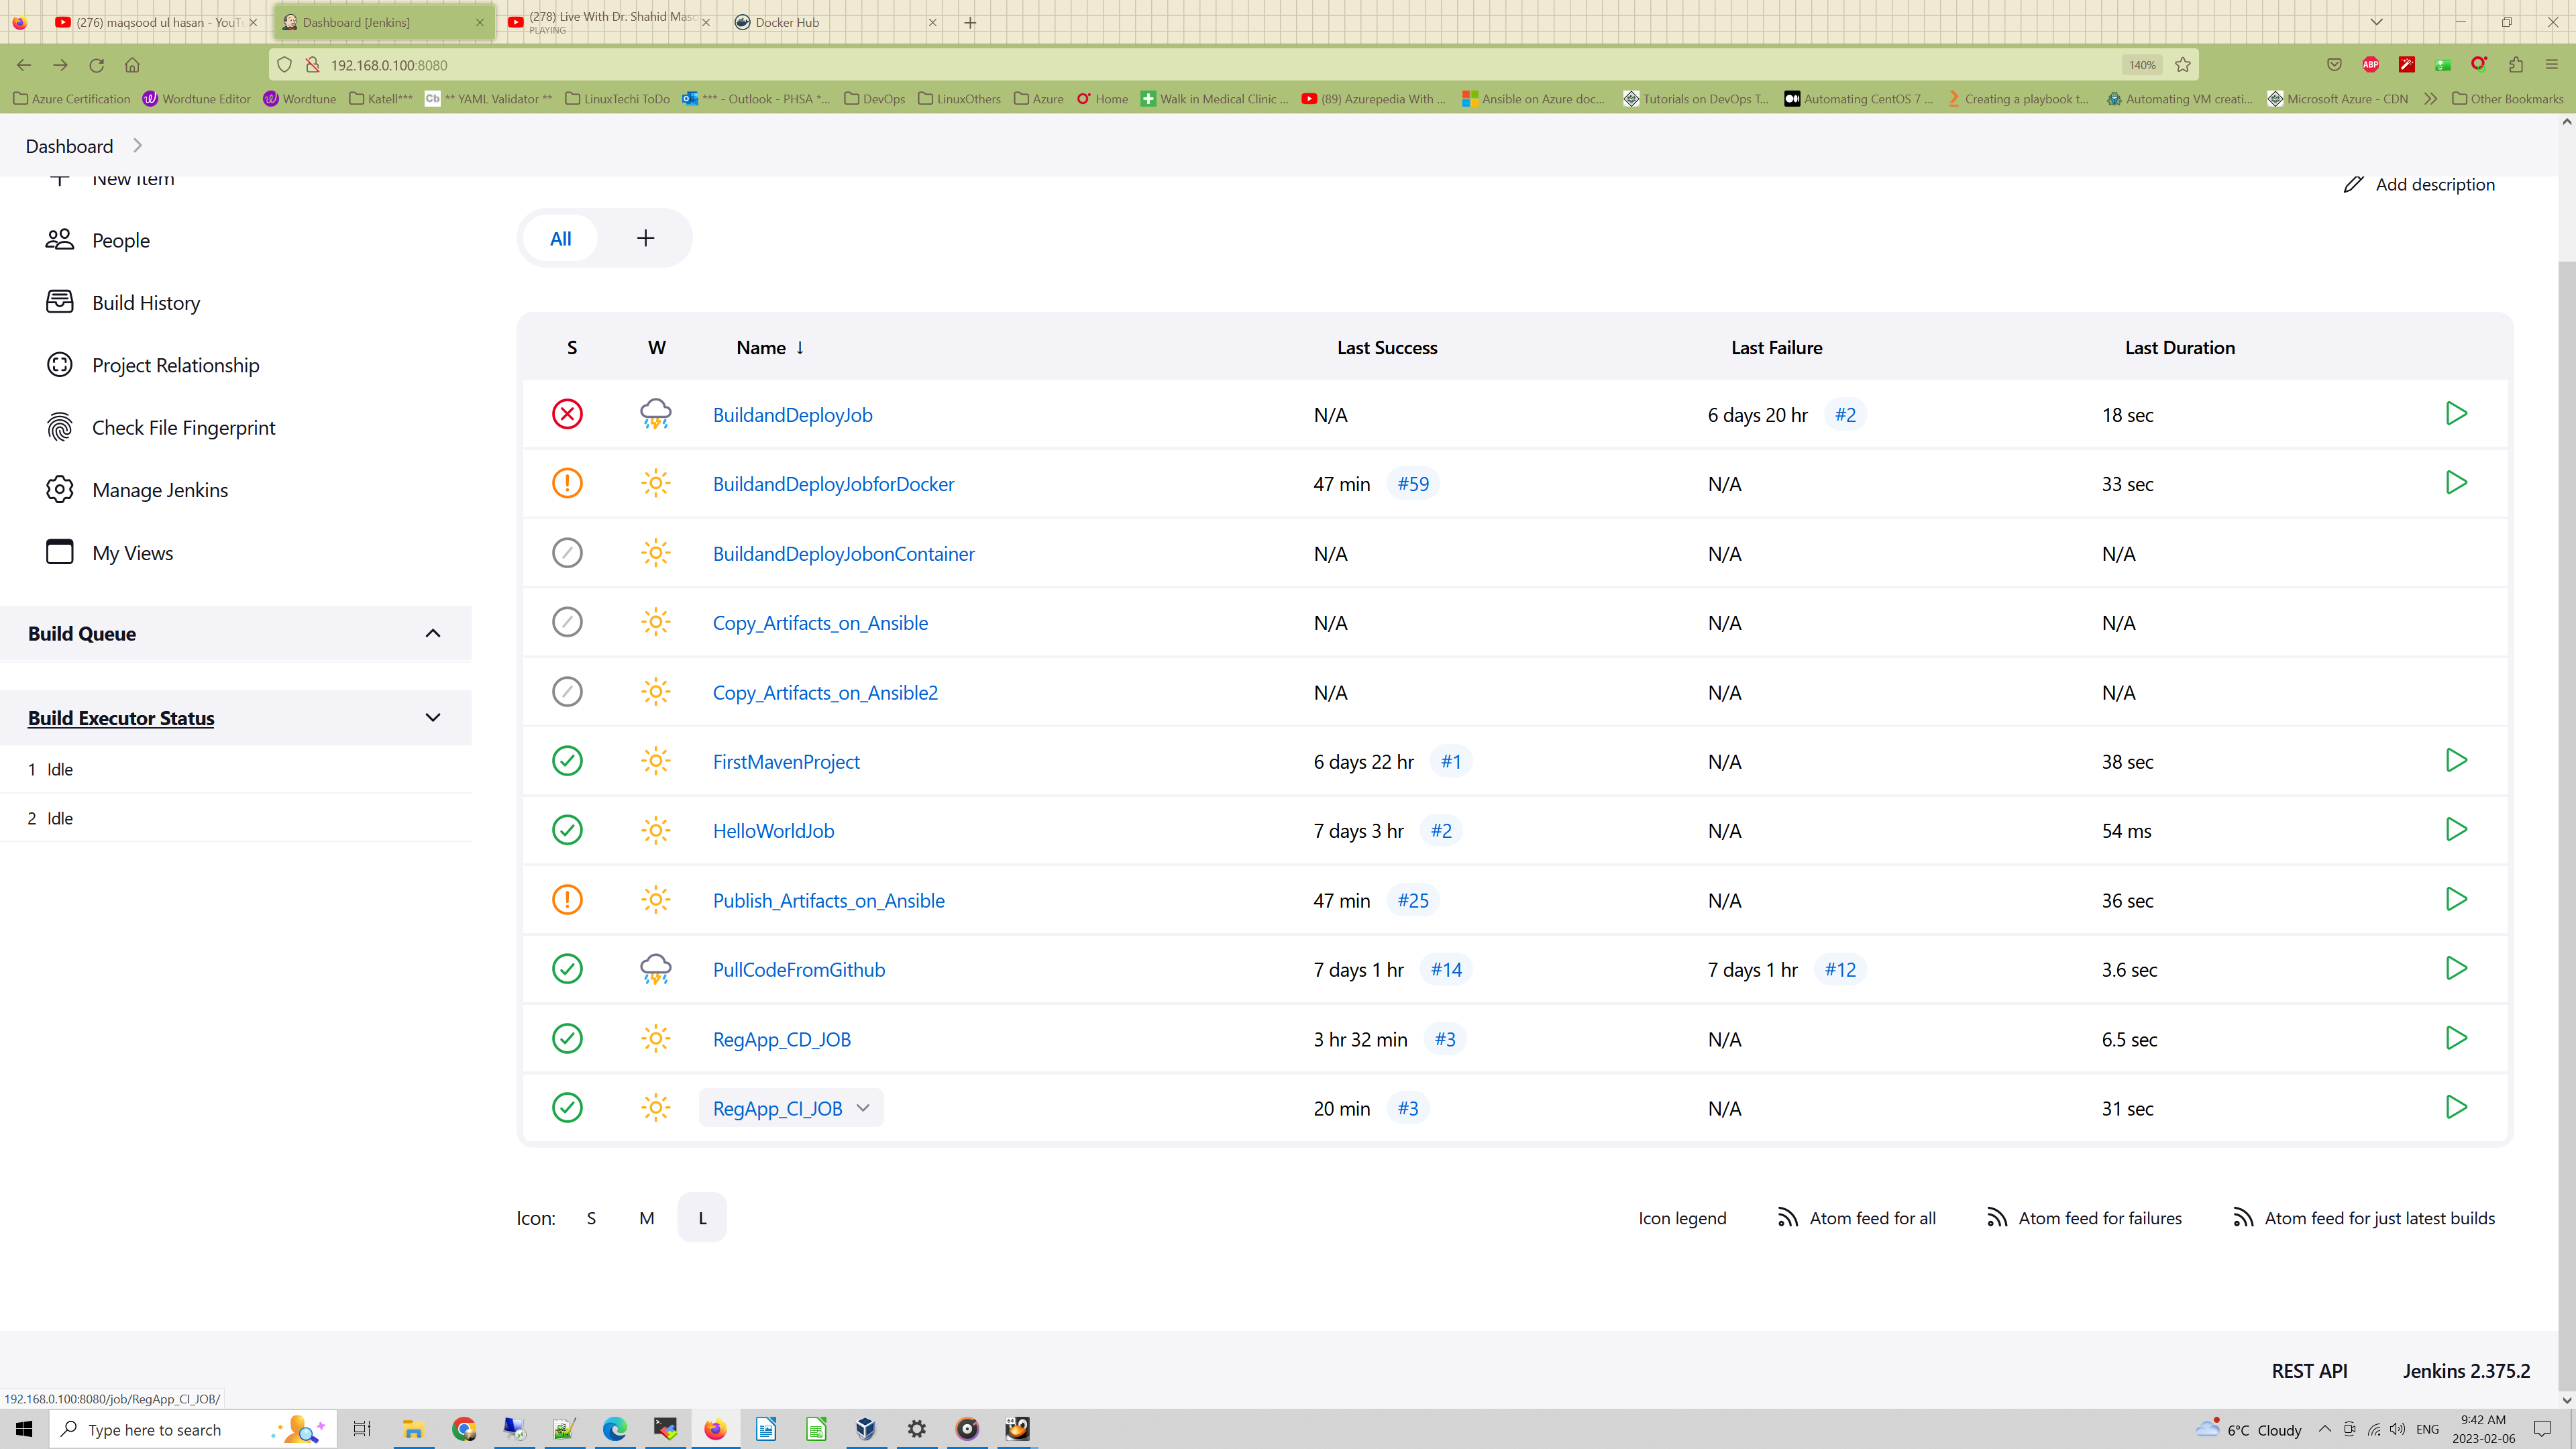 (276) maqsood ul hasan - YouTu
Dashboard [Jenkins]
(278) Live With Dr. Shahid Maso
PLAYING
Docker Hub
192.168.0.100:8080
140%
ABP
Azure Certification
Wordtune Editor
Wordtune
Katell***
Cb
** YAML Validator **
LinuxTechi ToDo
*** - Outlook - PHSA *...
DevOps
LinuxOthers
Azure
Home
Walk in Medical Clinic ...
(89) Azurepedia With ...
Ansible on Azure doc...
Tutorials on DevOps T...
Automating CentOS 7 ...
Creating a playbook t...
Automating VM creati...
Microsoft Azure - CDN
Other Bookmarks
Dashboard
New Item
Add description
People
Build History
Project Relationship
Check File Fingerprint
Manage Jenkins
My Views
Build Queue
Build Executor Status
1 Idle
2 Idle
All
S W Name ↓ Last Success Last Failure Last Duration
BuildandDeployJob N/A 6 days 20 hr #2 18 sec
BuildandDeployJobforDocker 47 min #59 N/A 33 sec
BuildandDeployJobonContainer N/A N/A N/A
Copy_Artifacts_on_Ansible N/A N/A N/A
Copy_Artifacts_on_Ansible2 N/A N/A N/A
FirstMavenProject 6 days 22 hr #1 N/A 38 sec
HelloWorldJob 7 days 3 hr #2 N/A 54 ms
Publish_Artifacts_on_Ansible 47 min #25 N/A 36 sec
PullCodeFromGithub 7 days 1 hr #14 7 days 1 hr #12 3.6 sec
RegApp_CD_JOB 3 hr 32 min #3 N/A 6.5 sec
RegApp_CI_JOB 20 min #3 N/A 31 sec
Icon: S M L
Icon legend
Atom feed for all
Atom feed for failures
Atom feed for just latest builds
REST API
Jenkins 2.375.2
192.168.0.100:8080/job/RegApp_CI_JOB/
Type here to search
6°C Cloudy
ENG
9:42 AM
2023-02-06